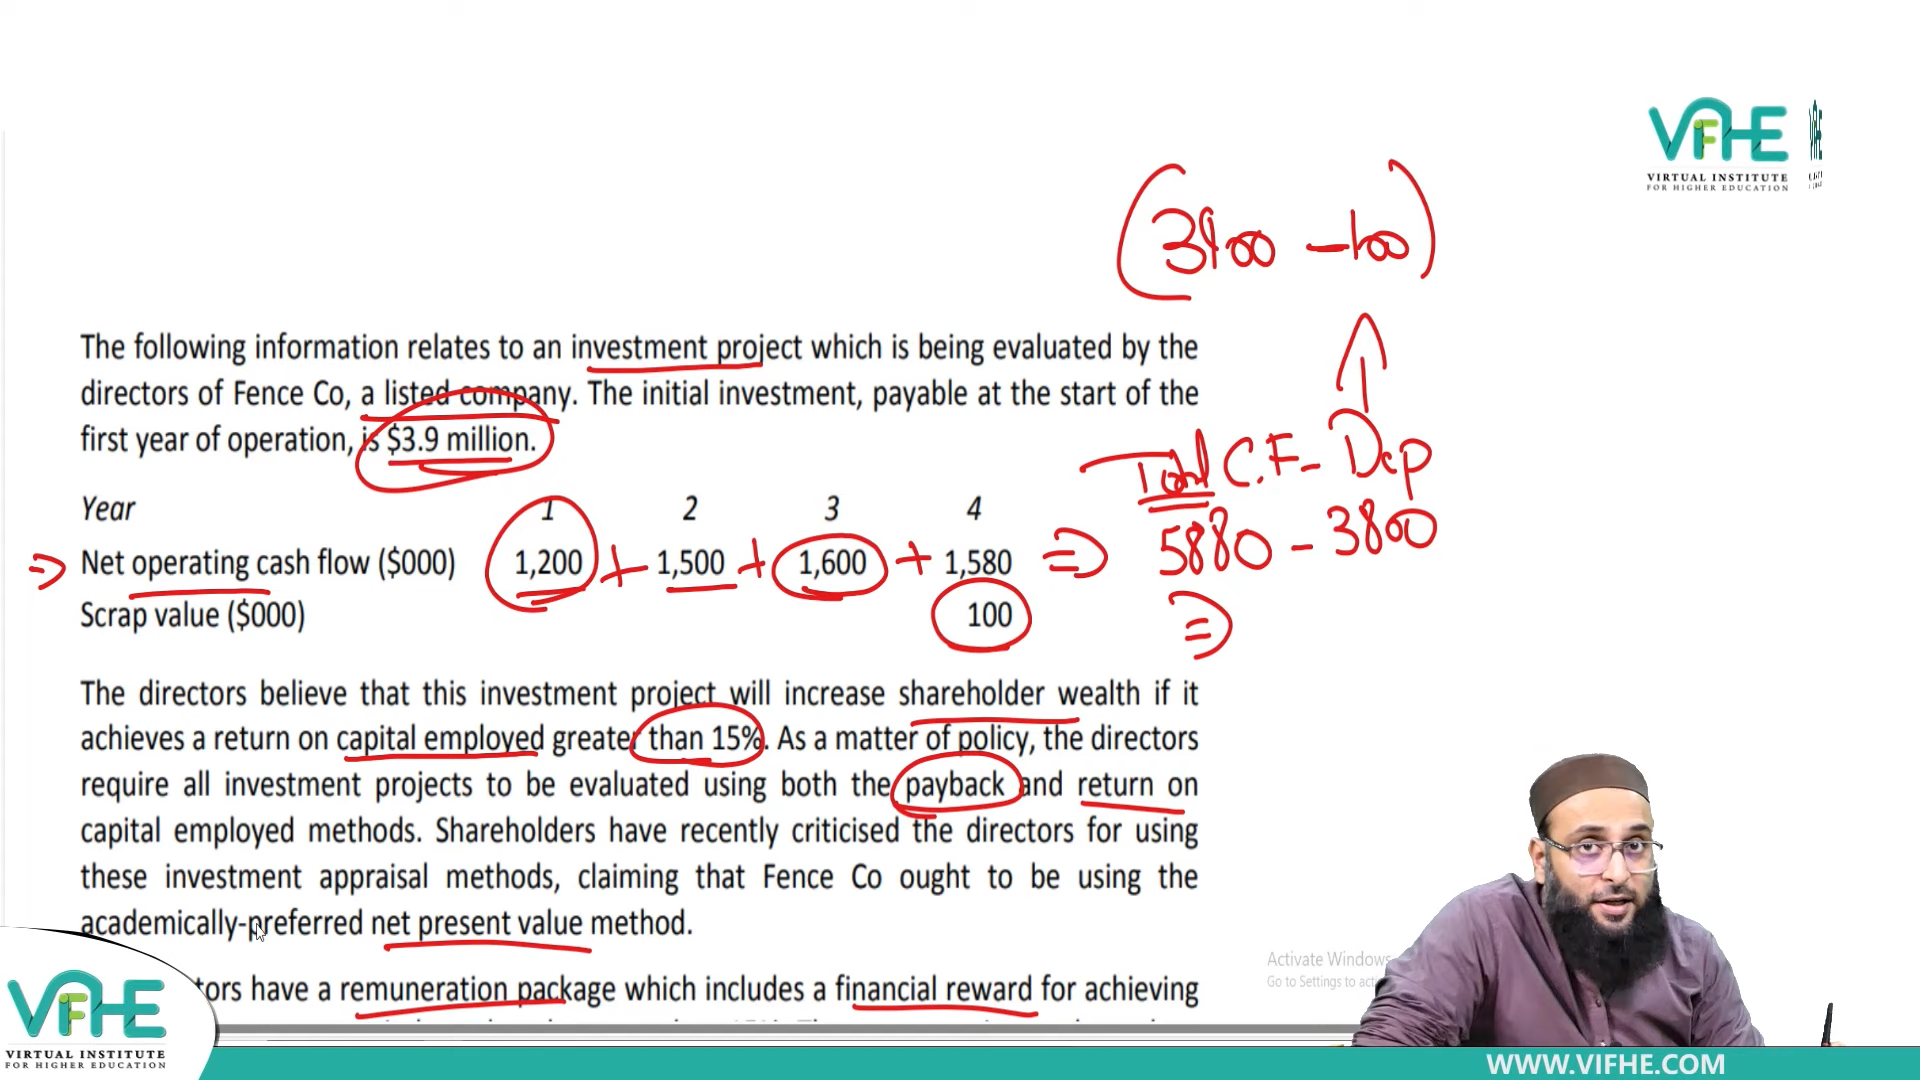 VFHE
VIRTUAL INSTITUTE
FOR HIGHER EDUCATION
(3900 - 100)
The following information relates to an investment project which is being evaluated by the
directors of Fence Co, a listed company. The initial investment, payable at the start of the
first year of operation, is $3.9 million.
Total C.F - Dep
Year 1 2 3 4
5880 - 3800
Net operating cash flow ($000) 1,200 + 1,500 + 1,600 + 1,580 ⇒
Scrap value ($000) 100
The directors believe that this investment project will increase shareholder wealth if it
achieves a return on capital employed greater than 15%. As a matter of policy, the directors
require all investment projects to be evaluated using both the payback and return on
capital employed methods. Shareholders have recently criticised the directors for using
these investment appraisal methods, claiming that Fence Co ought to be using the
academically-preferred net present value method.
tors have a remuneration package which includes a financial reward for achieving
Activate Windows
Go to Settings to acti
VFHE
VIRTUAL INSTITUTE
FOR HIGHER EDUCATION
WWW.VIFHE.COM